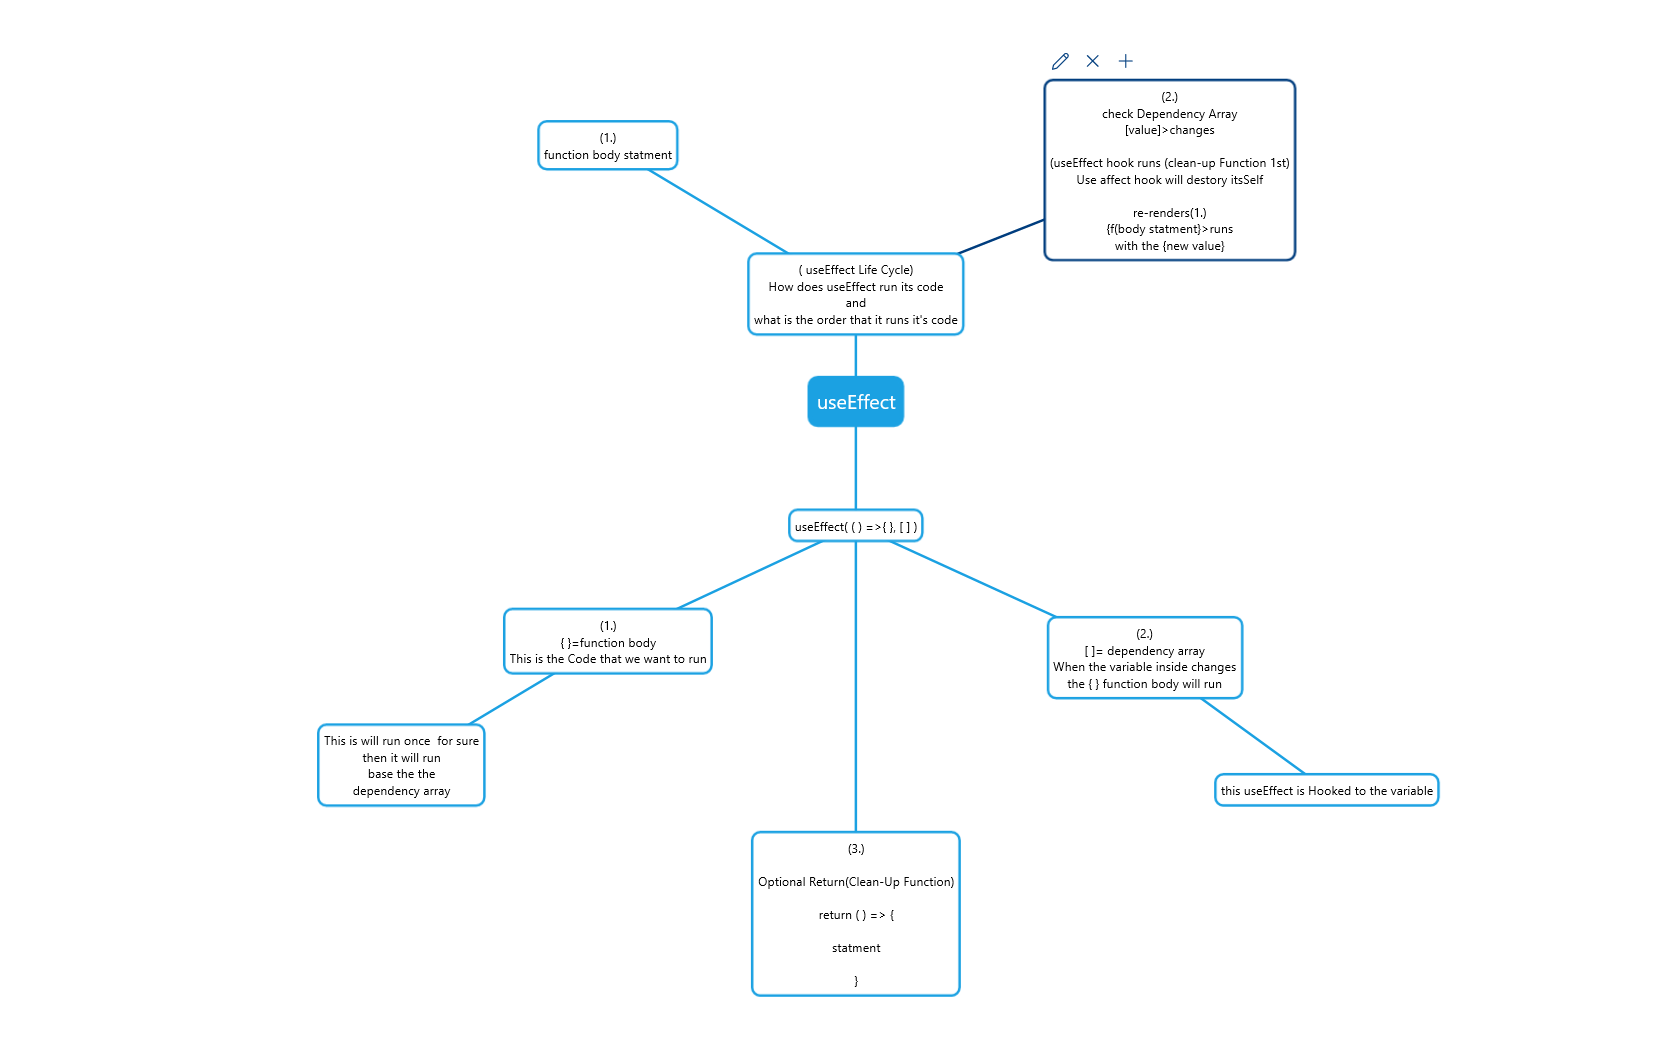 (1.)
function body statment
(2.)
check Dependency Array
[value]>changes
(useEffect hook runs (clean-up Function 1st)
Use affect hook will destory itsSelf
re-renders(1.)
{f(body statment}>runs
with the {new value}
( useEffect Life Cycle)
How does useEffect run its code
and
what is the order that it runs it's code
useEffect
useEffect( ( ) =>{ }, [ ] )
(1.)
{ }=function body
This is the Code that we want to run
(2.)
[ ]= dependency array
When the variable inside changes
the { } function body will run
This is will run once  for sure
then it will run
base the the
dependency array
this useEffect is Hooked to the variable
(3.)
Optional Return(Clean-Up Function)
return ( ) => {
statment
}